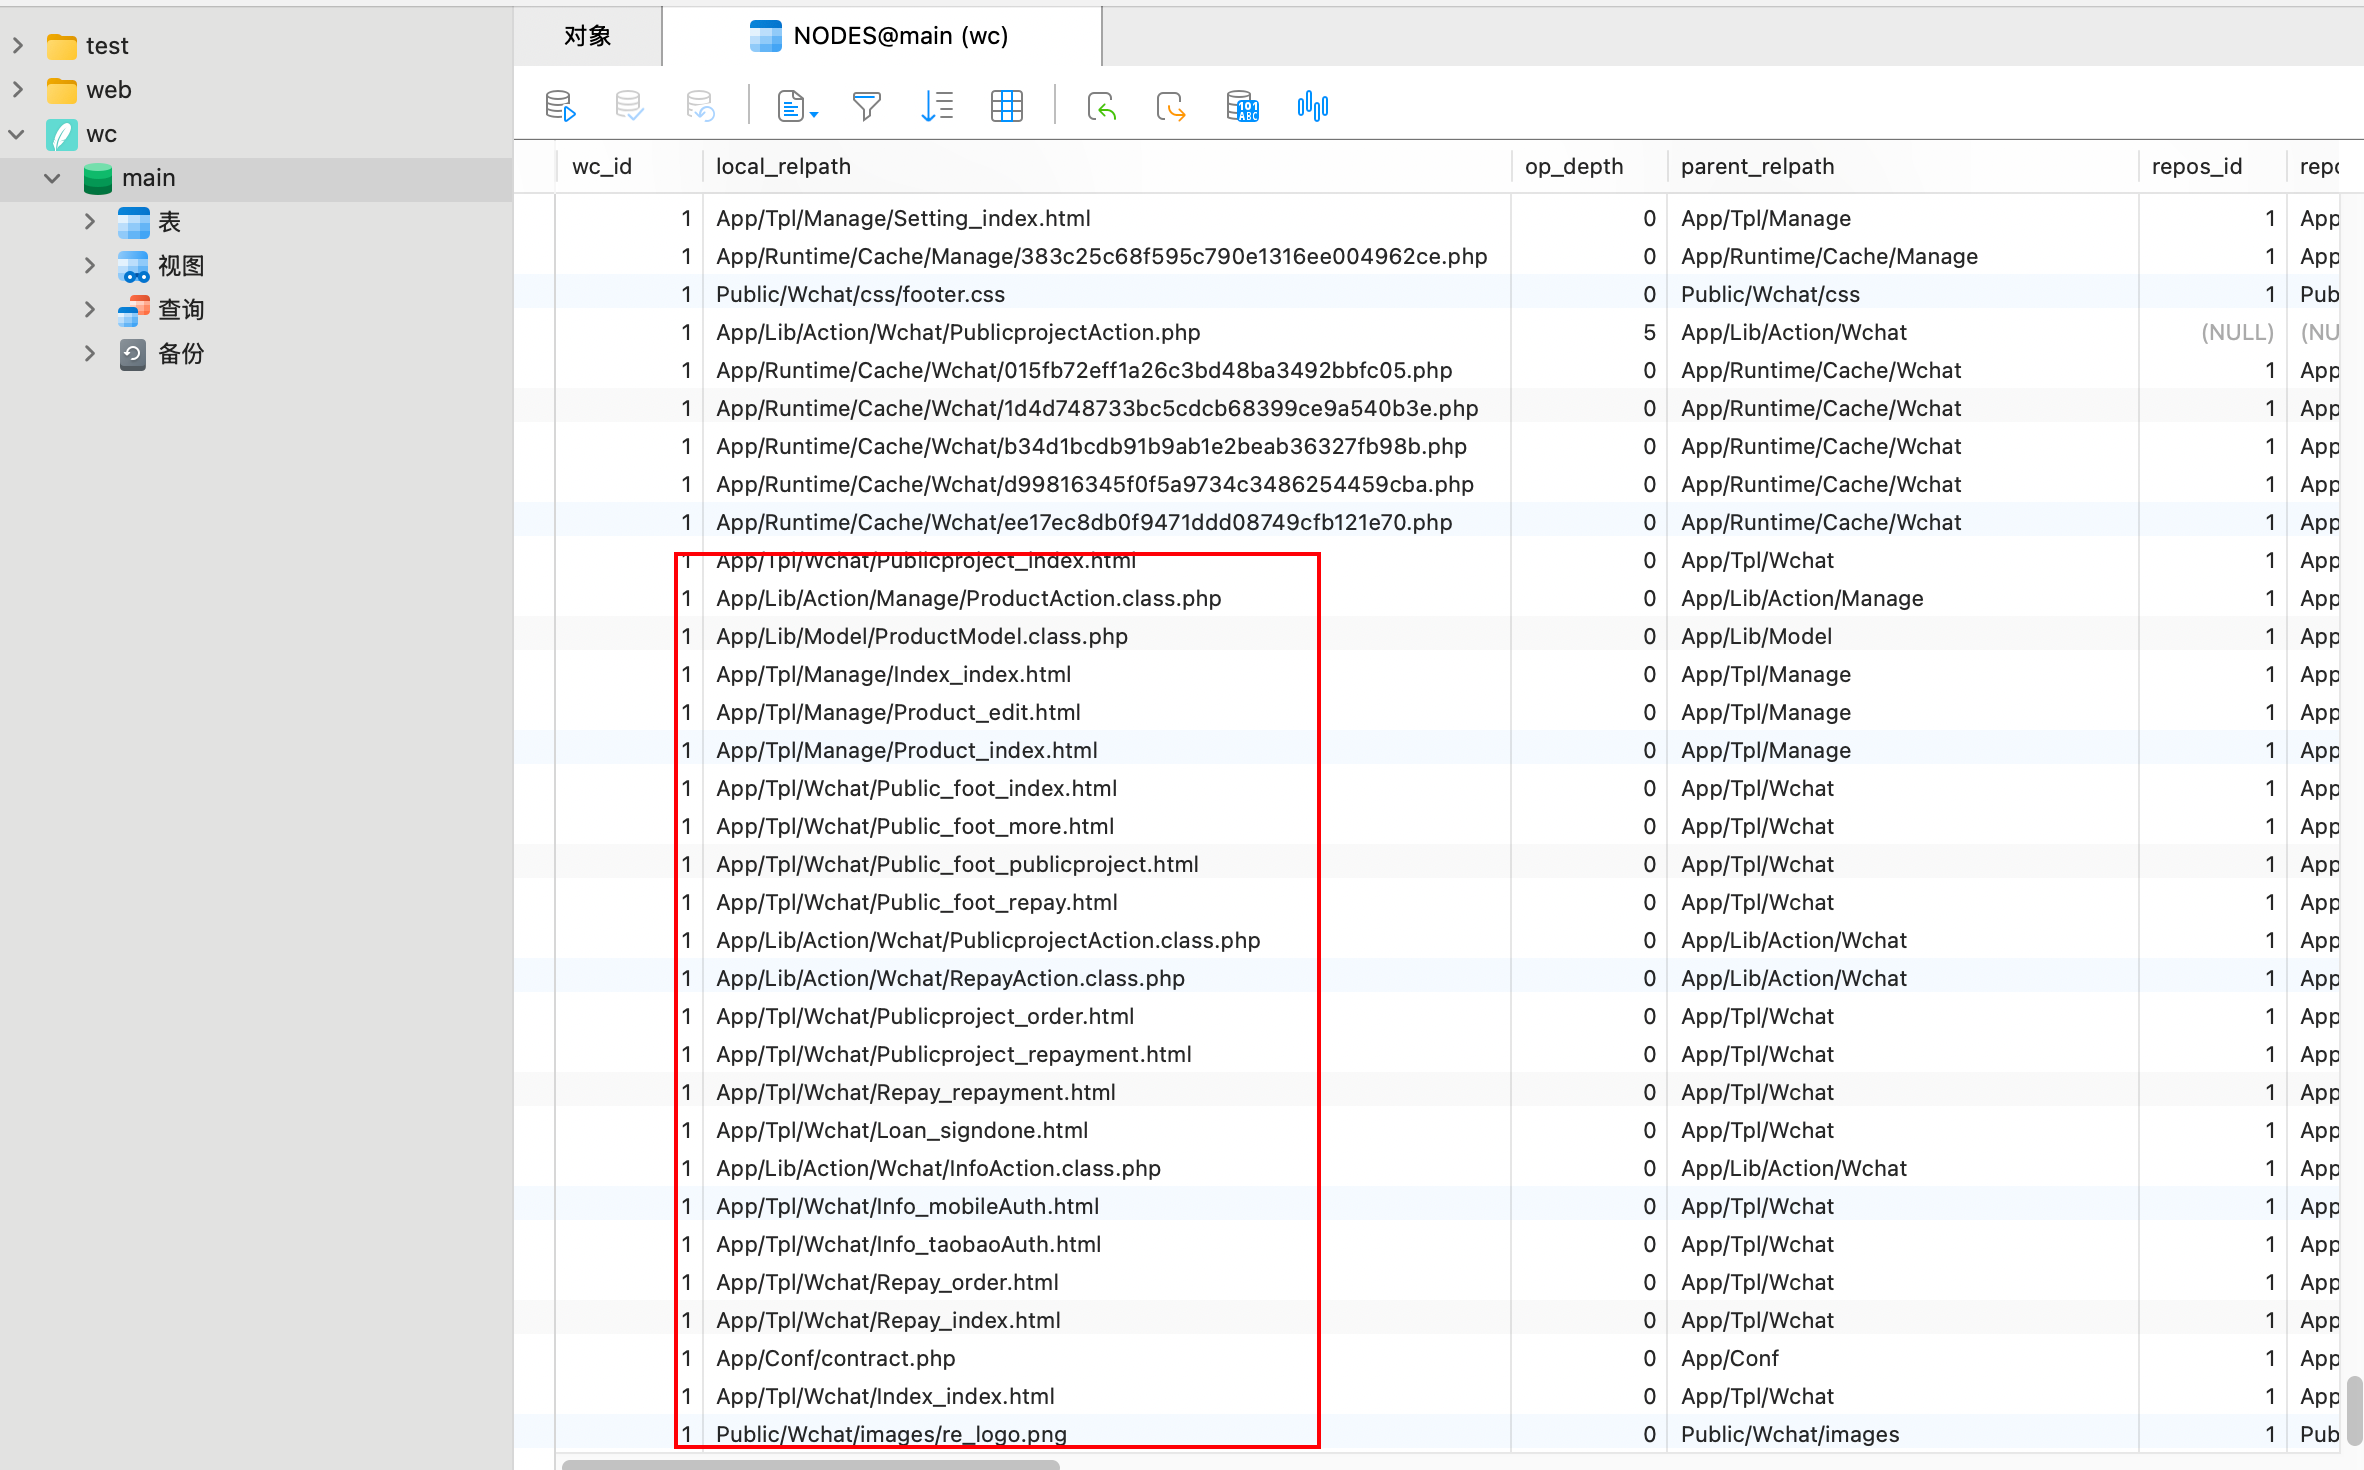 test
web
wc
main
表
视图
查询
备份
对象
NODES@main (wc)
wc_id local_relpath op_depth parent_relpath repos_id repo
1 App/Tpl/Manage/Setting_index.html 0 App/Tpl/Manage 1 App
1 App/Runtime/Cache/Manage/383c25c68f595c790e1316ee004962ce.php 0 App/Runtime/Cache/Manage 1 App
1 Public/Wchat/css/footer.css 0 Public/Wchat/css 1 Pub
1 App/Lib/Action/Wchat/PublicprojectAction.php 5 App/Lib/Action/Wchat (NULL) (NU
1 App/Runtime/Cache/Wchat/015fb72eff1a26c3bd48ba3492bbfc05.php 0 App/Runtime/Cache/Wchat 1 App
1 App/Runtime/Cache/Wchat/1d4d748733bc5cdcb68399ce9a540b3e.php 0 App/Runtime/Cache/Wchat 1 App
1 App/Runtime/Cache/Wchat/b34d1bcdb91b9ab1e2beab36327fb98b.php 0 App/Runtime/Cache/Wchat 1 App
1 App/Runtime/Cache/Wchat/d99816345f0f5a9734c3486254459cba.php 0 App/Runtime/Cache/Wchat 1 App
1 App/Runtime/Cache/Wchat/ee17ec8db0f9471ddd08749cfb121e70.php 0 App/Runtime/Cache/Wchat 1 App
1 App/Tpl/Wchat/Publicproject_index.html 0 App/Tpl/Wchat 1 App
1 App/Lib/Action/Manage/ProductAction.class.php 0 App/Lib/Action/Manage 1 App
1 App/Lib/Model/ProductModel.class.php 0 App/Lib/Model 1 App
1 App/Tpl/Manage/Index_index.html 0 App/Tpl/Manage 1 App
1 App/Tpl/Manage/Product_edit.html 0 App/Tpl/Manage 1 App
1 App/Tpl/Manage/Product_index.html 0 App/Tpl/Manage 1 App
1 App/Tpl/Wchat/Public_foot_index.html 0 App/Tpl/Wchat 1 App
1 App/Tpl/Wchat/Public_foot_more.html 0 App/Tpl/Wchat 1 App
1 App/Tpl/Wchat/Public_foot_publicproject.html 0 App/Tpl/Wchat 1 App
1 App/Tpl/Wchat/Public_foot_repay.html 0 App/Tpl/Wchat 1 App
1 App/Lib/Action/Wchat/PublicprojectAction.class.php 0 App/Lib/Action/Wchat 1 App
1 App/Lib/Action/Wchat/RepayAction.class.php 0 App/Lib/Action/Wchat 1 App
1 App/Tpl/Wchat/Publicproject_order.html 0 App/Tpl/Wchat 1 App
1 App/Tpl/Wchat/Publicproject_repayment.html 0 App/Tpl/Wchat 1 App
1 App/Tpl/Wchat/Repay_repayment.html 0 App/Tpl/Wchat 1 App
1 App/Tpl/Wchat/Loan_signdone.html 0 App/Tpl/Wchat 1 App
1 App/Lib/Action/Wchat/InfoAction.class.php 0 App/Lib/Action/Wchat 1 App
1 App/Tpl/Wchat/Info_mobileAuth.html 0 App/Tpl/Wchat 1 App
1 App/Tpl/Wchat/Info_taobaoAuth.html 0 App/Tpl/Wchat 1 App
1 App/Tpl/Wchat/Repay_order.html 0 App/Tpl/Wchat 1 App
1 App/Tpl/Wchat/Repay_index.html 0 App/Tpl/Wchat 1 App
1 App/Conf/contract.php 0 App/Conf 1 App
1 App/Tpl/Wchat/Index_index.html 0 App/Tpl/Wchat 1 App
1 Public/Wchat/images/re_logo.png 0 Public/Wchat/images 1 Pub